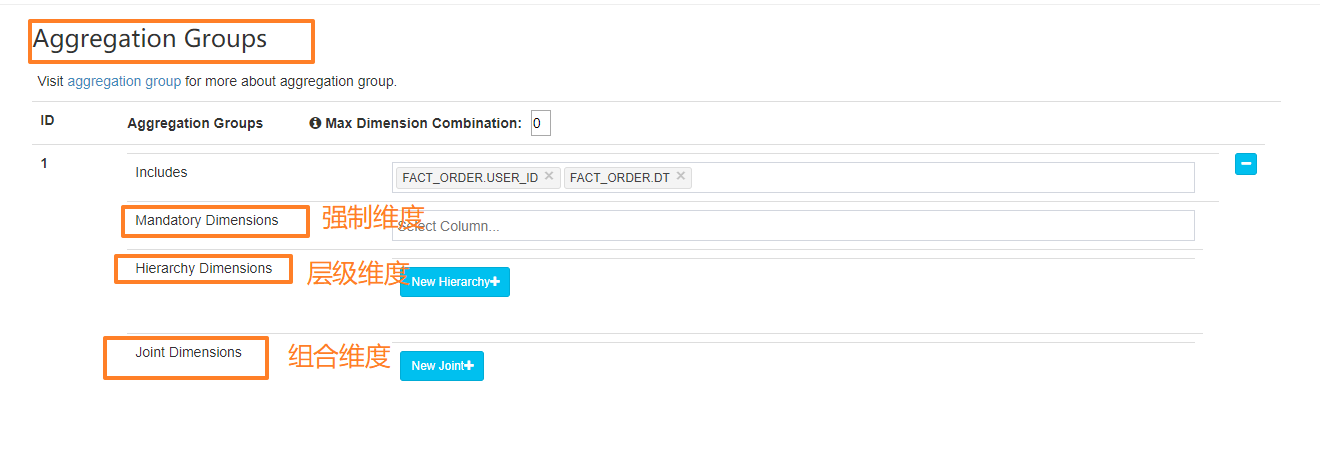 Aggregation Groups
Visit aggregation group for more about aggregation group.
ID Aggregation Groups Max Dimension Combination: 0
1
Includes FACT_ORDER.USER_ID × FACT_ORDER.DT ×
Mandatory Dimensions 强制维度 Select Column...
Hierarchy Dimensions 层级维度 New Hierarchy+
Joint Dimensions 组合维度 New Joint+